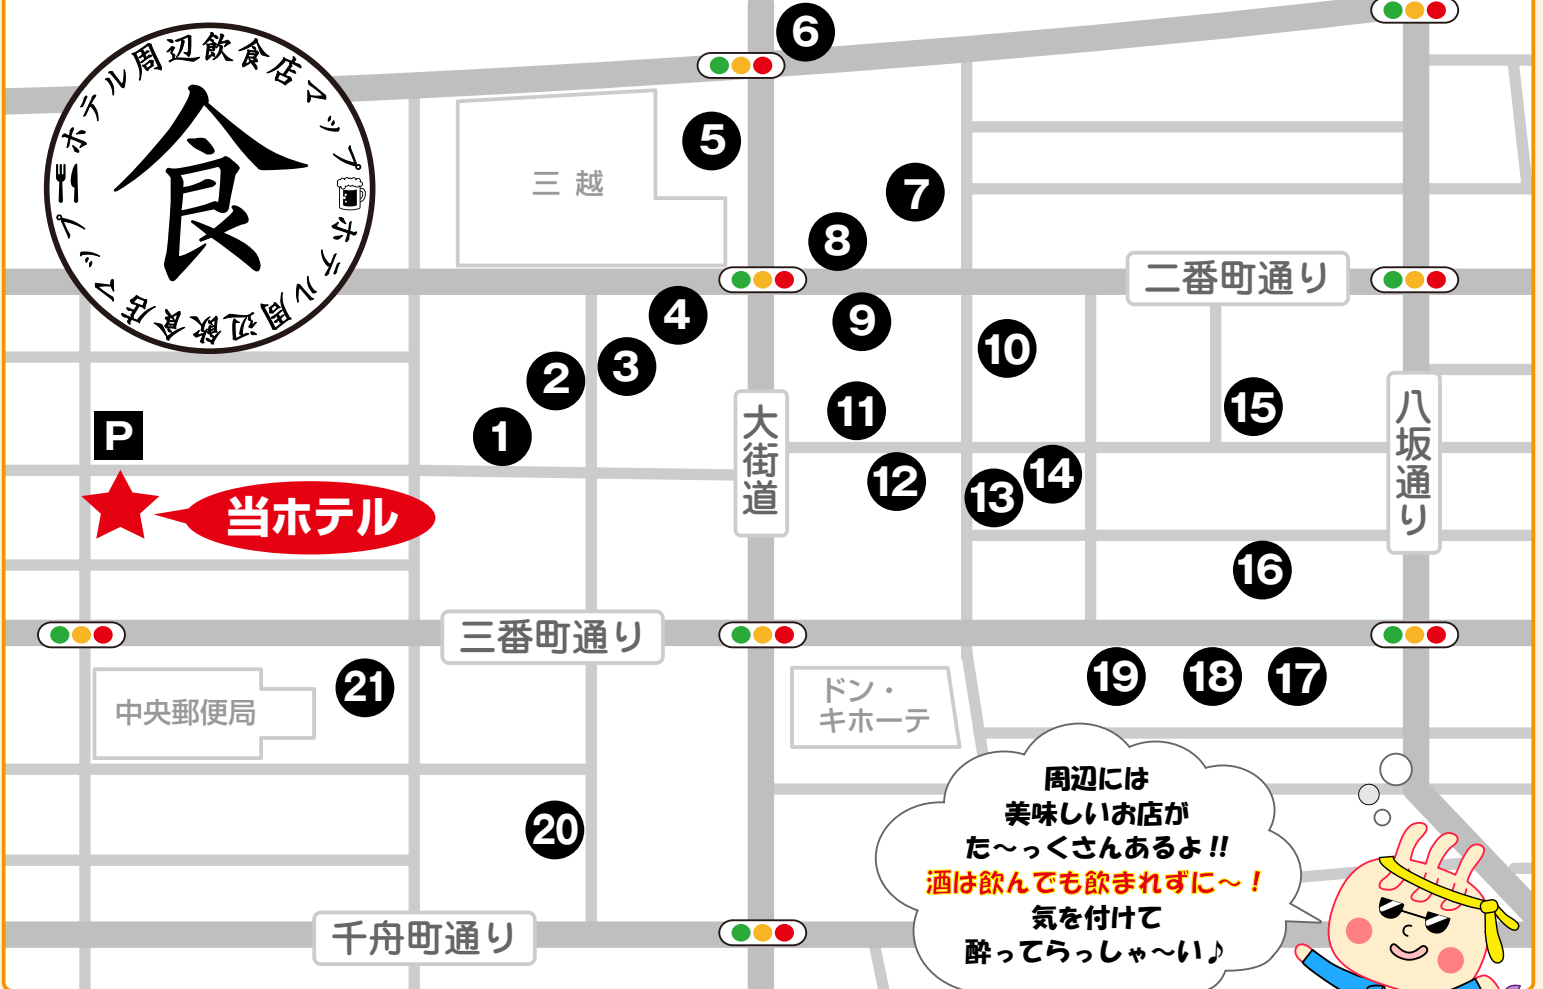 ホテル周辺飲食店マップ
ホテル周辺飲食店マップ
食
6
5
三越
7
8
二番町通り
4
9
10
3
2
大街道
11
15
八坂通り
P
1
14
12
13
当ホテル
16
三番町通り
21
19
18
17
中央郵便局
ドン・
キホーテ
20
周辺には
美味しいお店が
た～っくさんあるよ!!
酒は飲んでも飲まれずに～!
気を付けて
酔ってらっしゃ～い♪
千舟町通り